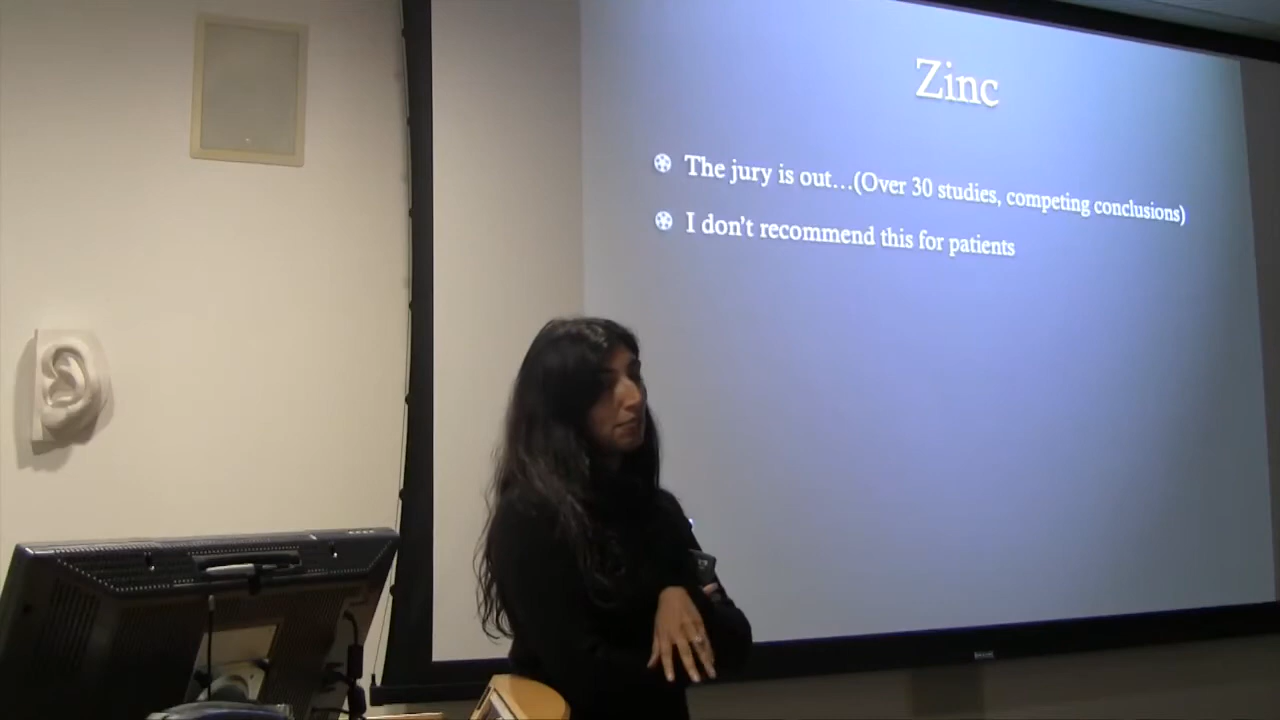 Zinc
The jury is out...(Over 30 studies, competing conclusions)
I don't recommend this for patients